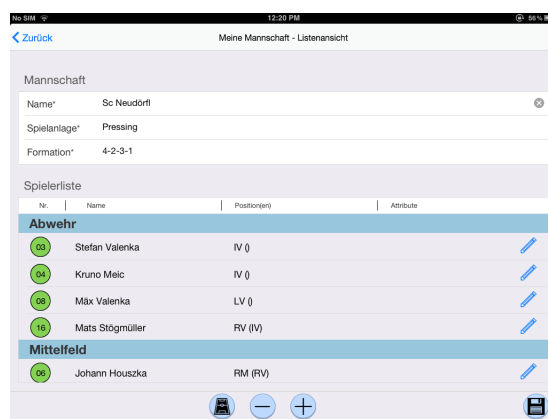 No SIM 12:20 PM 56%
Zurück Meine Mannschaft - Listenansicht
Mannschaft
Name* Sc Neudörfl
Spielanlage* Pressing
Formation* 4-2-3-1
Spielerliste
Nr. Name Position(en) Attribute
Abwehr
03 Stefan Valenka IV ()
04 Kruno Meic IV ()
08 Mäx Valenka LV ()
16 Mats Stögmüller RV (IV)
Mittelfeld
06 Johann Houszka RM (RV)